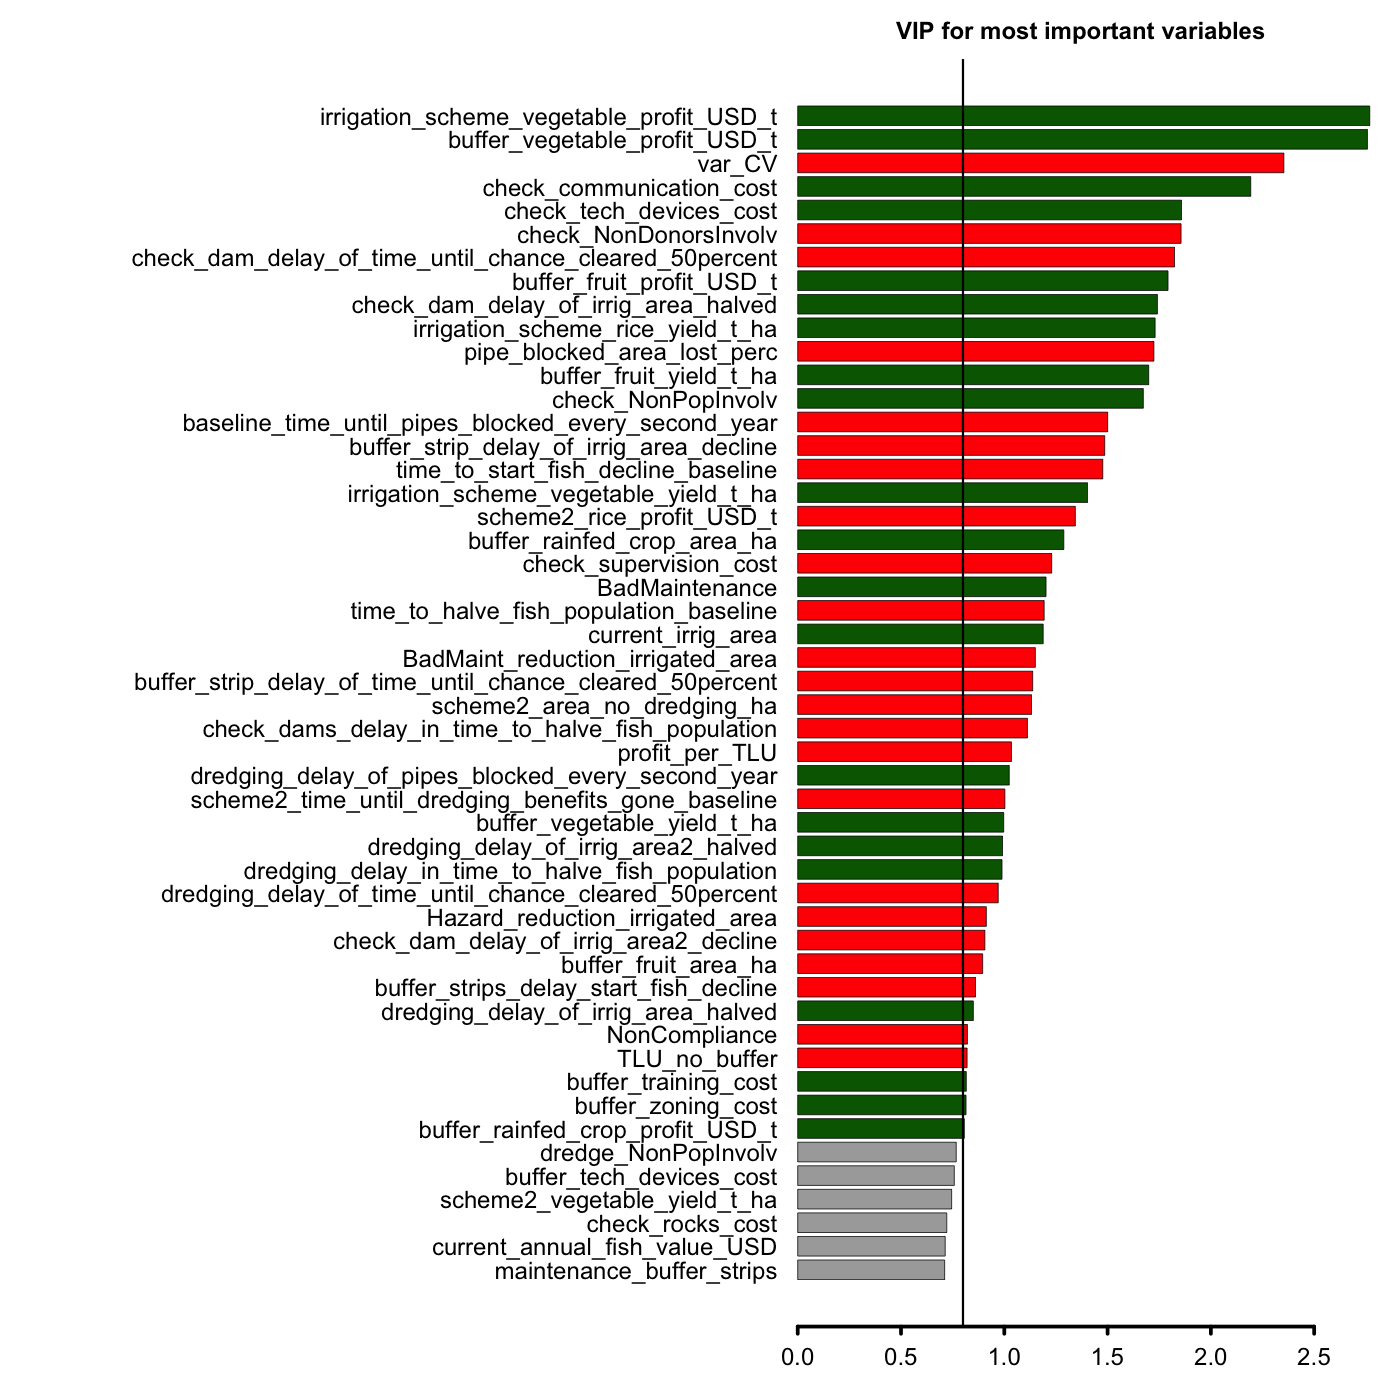 VIP for most important variables
irrigation_scheme_vegetable_profit_USD_t
buffer_vegetable_profit_USD_t
var_CV
check_communication_cost
check_tech_devices_cost
check_NonDonorsInvolv
check_dam_delay_of_time_until_chance_cleared_50percent
buffer_fruit_profit_USD_t
check_dam_delay_of_irrig_area_halved
irrigation_scheme_rice_yield_t_ha
pipe_blocked_area_lost_perc
buffer_fruit_yield_t_ha
check_NonPopInvolv
baseline_time_until_pipes_blocked_every_second_year
buffer_strip_delay_of_irrig_area_decline
time_to_start_fish_decline_baseline
irrigation_scheme_vegetable_yield_t_ha
scheme2_rice_profit_USD_t
buffer_rainfed_crop_area_ha
check_supervision_cost
BadMaintenance
time_to_halve_fish_population_baseline
current_irrig_area
BadMaint_reduction_irrigated_area
buffer_strip_delay_of_time_until_chance_cleared_50percent
scheme2_area_no_dredging_ha
check_dams_delay_in_time_to_halve_fish_population
profit_per_TLU
dredging_delay_of_pipes_blocked_every_second_year
scheme2_time_until_dredging_benefits_gone_baseline
buffer_vegetable_yield_t_ha
dredging_delay_of_irrig_area2_halved
dredging_delay_in_time_to_halve_fish_population
dredging_delay_of_time_until_chance_cleared_50percent
Hazard_reduction_irrigated_area
check_dam_delay_of_irrig_area2_decline
buffer_fruit_area_ha
buffer_strips_delay_start_fish_decline
dredging_delay_of_irrig_area_halved
NonCompliance
TLU_no_buffer
buffer_training_cost
buffer_zoning_cost
buffer_rainfed_crop_profit_USD_t
dredge_NonPopInvolv
buffer_tech_devices_cost
scheme2_vegetable_yield_t_ha
check_rocks_cost
current_annual_fish_value_USD
maintenance_buffer_strips
0.0 0.5 1.0 1.5 2.0 2.5